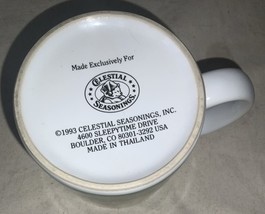 Made Exclusively For
CELESTIAL
SEASONINGS.
©1993 CELESTIAL SEASONINGS, INC.
4600 SLEEPYTIME DRIVE
BOULDER, CO 80301-3292 USA
MADE IN THAILAND